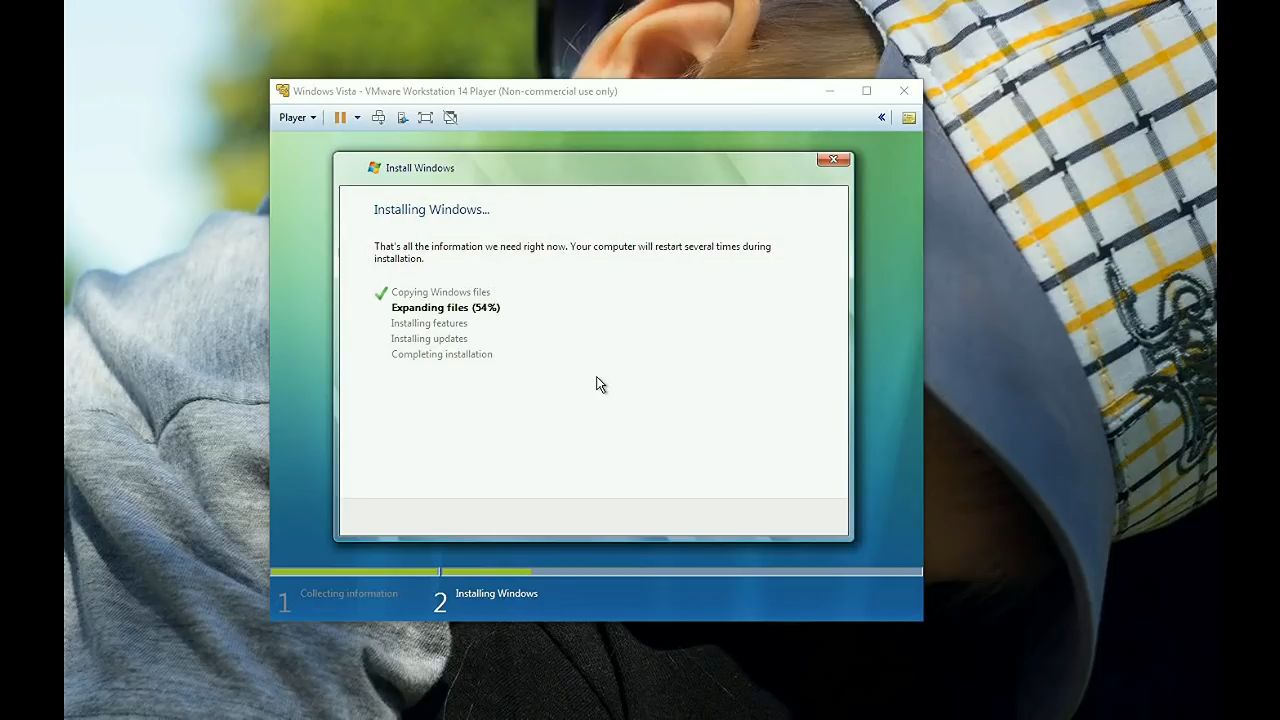 Windows Vista - VMware Workstation 14 Player (Non-commercial use only)
Player
Install Windows
Installing Windows...
That's all the information we need right now. Your computer will restart several times during
installation.
Copying Windows files
Expanding files (54%)
Installing features
Installing updates
Completing installation
1 Collecting information
2 Installing Windows